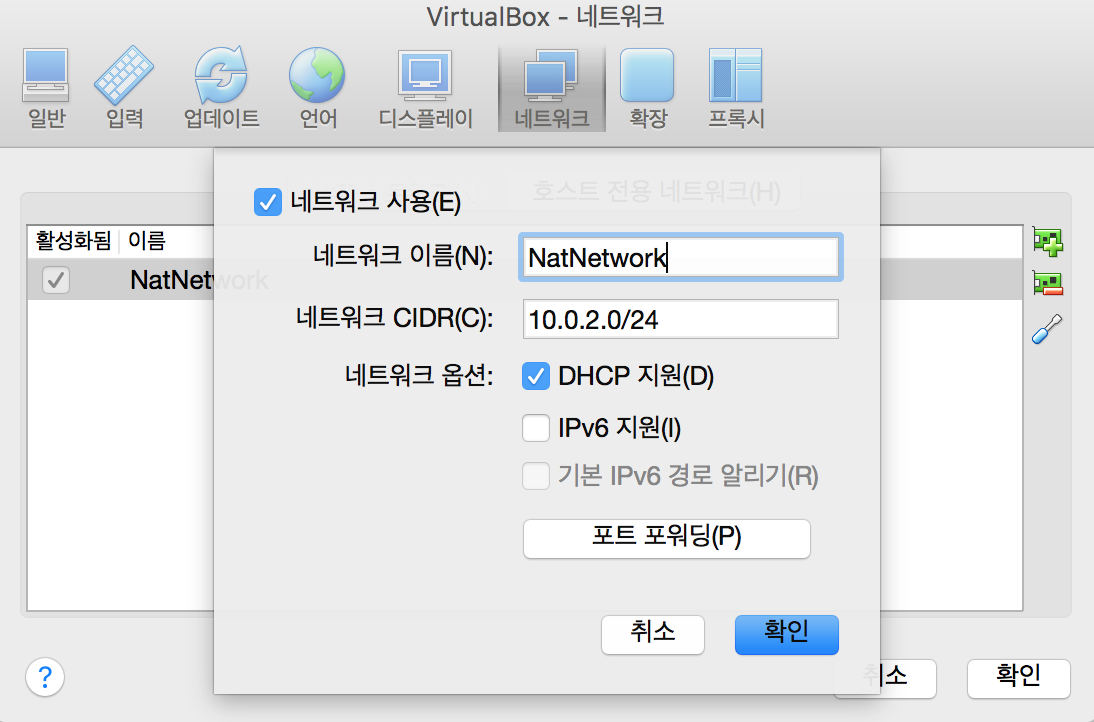 VirtualBox - 네트워크
일반 입력 업데이트 언어 디스플레이 네트워크 확장 프록시
호스트 전용 네트워크(H)
네트워크 사용(E)
활성화됨 이름
NatNetwork
네트워크 이름(N): NatNetwork
네트워크 CIDR(C): 10.0.2.0/24
네트워크 옵션: DHCP 지원(D)
IPv6 지원(I)
기본 IPv6 경로 알리기(R)
포트 포워딩(P)
취소 확인
? 취소 확인